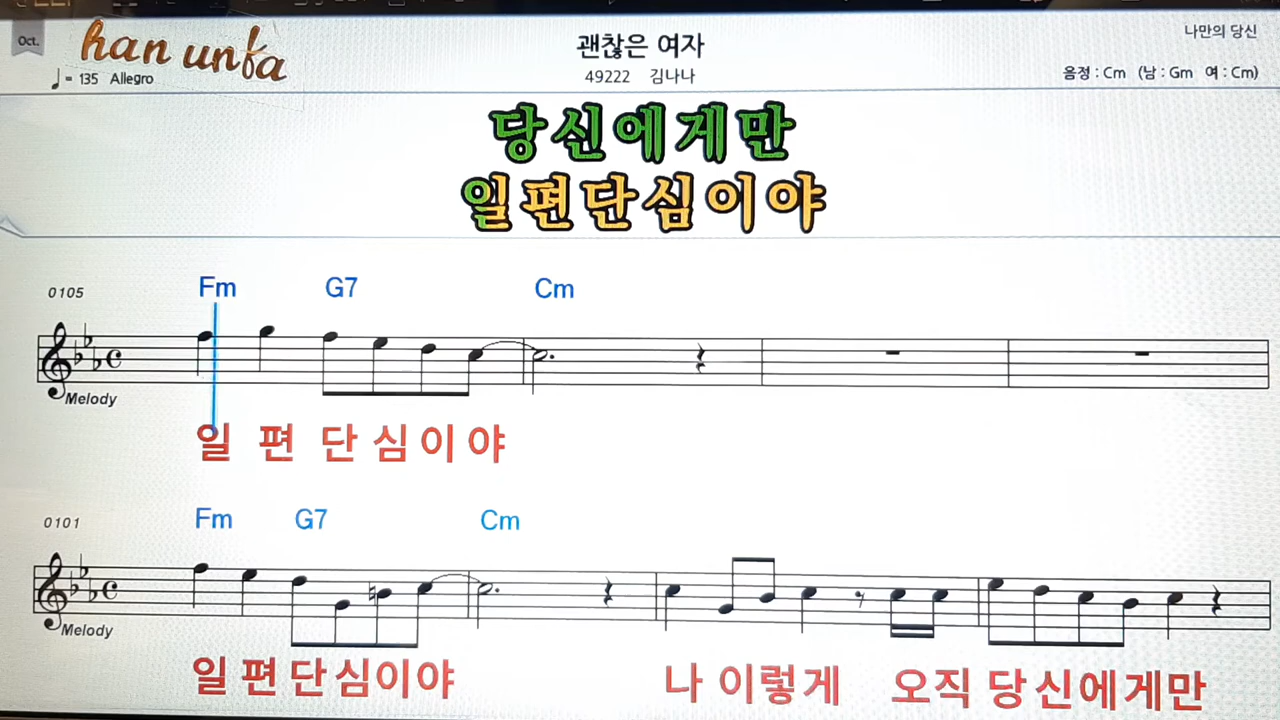 Oct.
han unfa
= 135 Allegro
괜찮은 여자
49222 김나나
나만의 당신
음정 : Cm (남 : Gm 여 : Cm)
당신에게만
일편단심이야
0105
Fm G7 Cm
Melody
일 편 단 심 이 야
0101
Fm G7 Cm
Melody
일 편 단 심 이 야 나 이렇게 오직 당신에게만